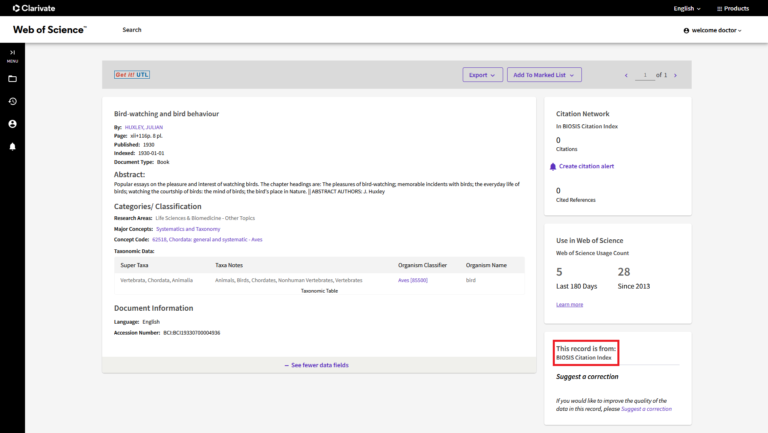 Clarivate
English
Products
Web of Science™
Search
welcome doctor
MENU
Get it! UTL
Export
Add To Marked List
1 of 1
Bird-watching and bird behaviour
By: HUXLEY, JULIAN
Page: xii+116p. 8 pl.
Published: 1930
Indexed: 1930-01-01
Document Type: Book
Abstract:
Popular essays on the pleasure and interest of watching birds. The chapter headings are: The pleasures of bird-watching; memorable incidents with birds; the everyday life of
birds; watching the courtship of birds: the mind of birds; the bird's place in Nature. || ABSTRACT AUTHORS: J. Huxley
Categories/ Classification
Research Areas: Life Sciences & Biomedicine - Other Topics
Major Concepts: Systematics and Taxonomy
Concept Code: 62518, Chordata: general and systematic - Aves
Taxonomic Data:
Super Taxa Taxa Notes Organism Classifier Organism Name
Vertebrata, Chordata, Animalia Animals, Birds, Chordates, Nonhuman Vertebrates, Vertebrates Aves [85500] bird
Taxonomic Table
Document Information
Language: English
Accession Number: BCI:BCI19330700004936
— See fewer data fields
Citation Network
In BIOSIS Citation Index
0
Citations
Create citation alert
0
Cited References
Use in Web of Science
Web of Science Usage Count
5 28
Last 180 Days Since 2013
Learn more
This record is from:
BIOSIS Citation Index
Suggest a correction
If you would like to improve the quality of the
data in this record, please Suggest a correction